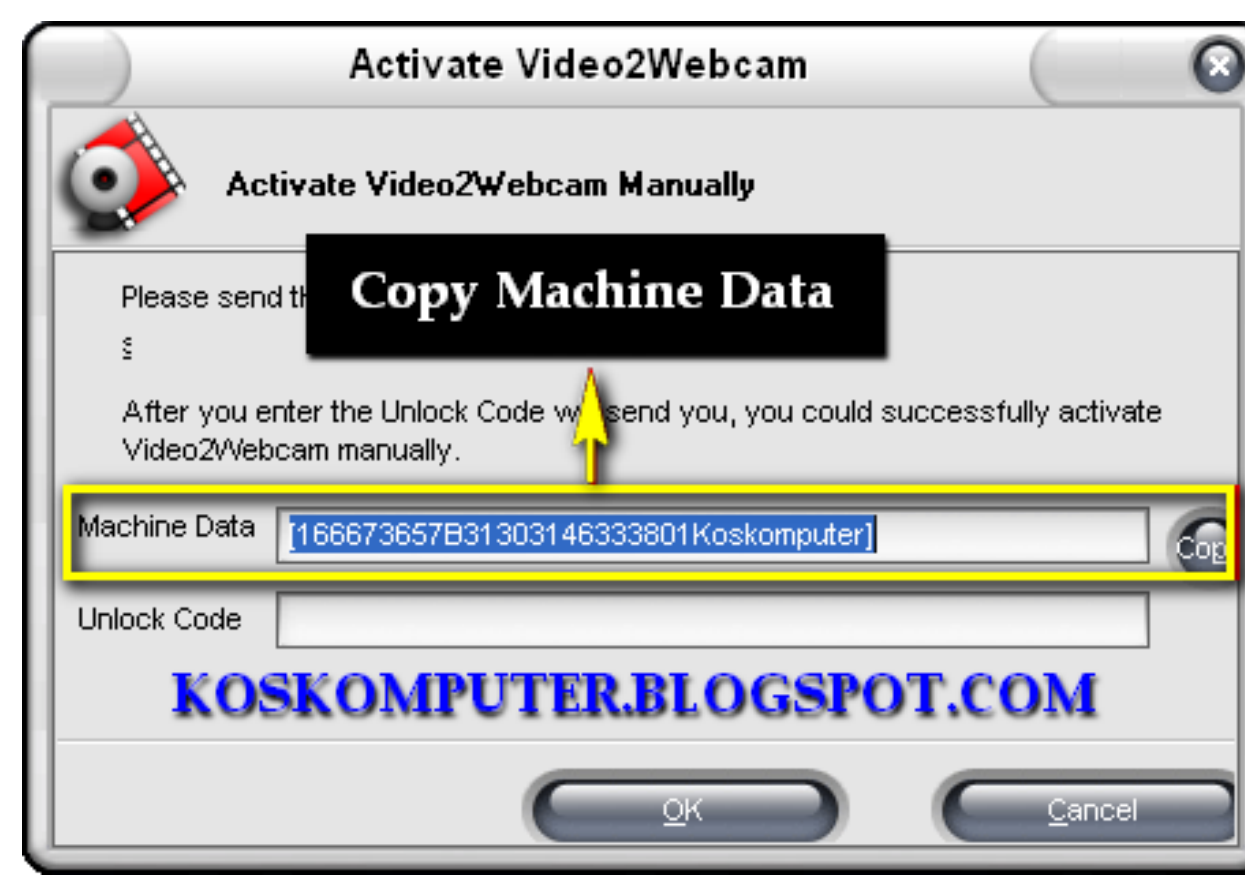 Activate Video2Webcam
Activate Video2Webcam Manually
Please send
Copy Machine Data
After you enter the Unlock Code send you, you could successfully activate
Video2Webcam manually.
Machine Data [166673657B31303146333801Koskomputer] Cop
Unlock Code
KOSKOMPUTER.BLOGSPOT.COM
OK Cancel